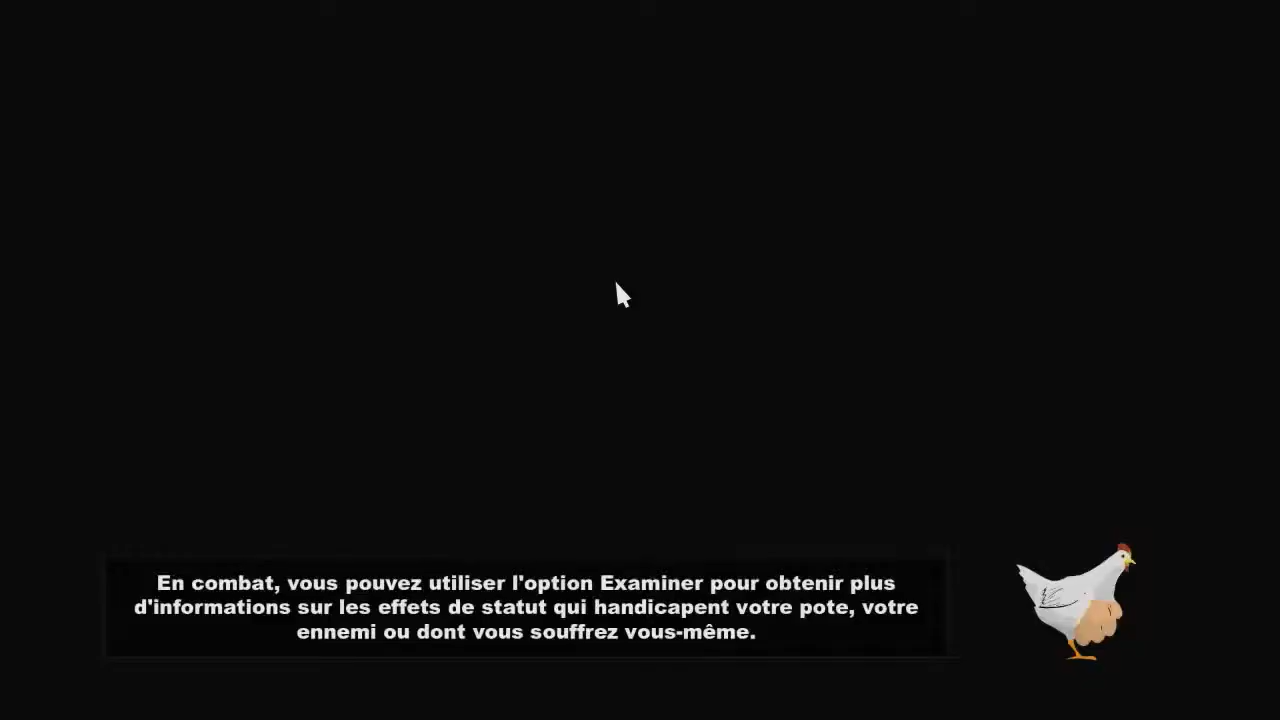 En combat, vous pouvez utiliser l'option Examiner pour obtenir plus
d'informations sur les effets de statut qui handicapent votre pote, votre
ennemi ou dont vous souffrez vous-même.